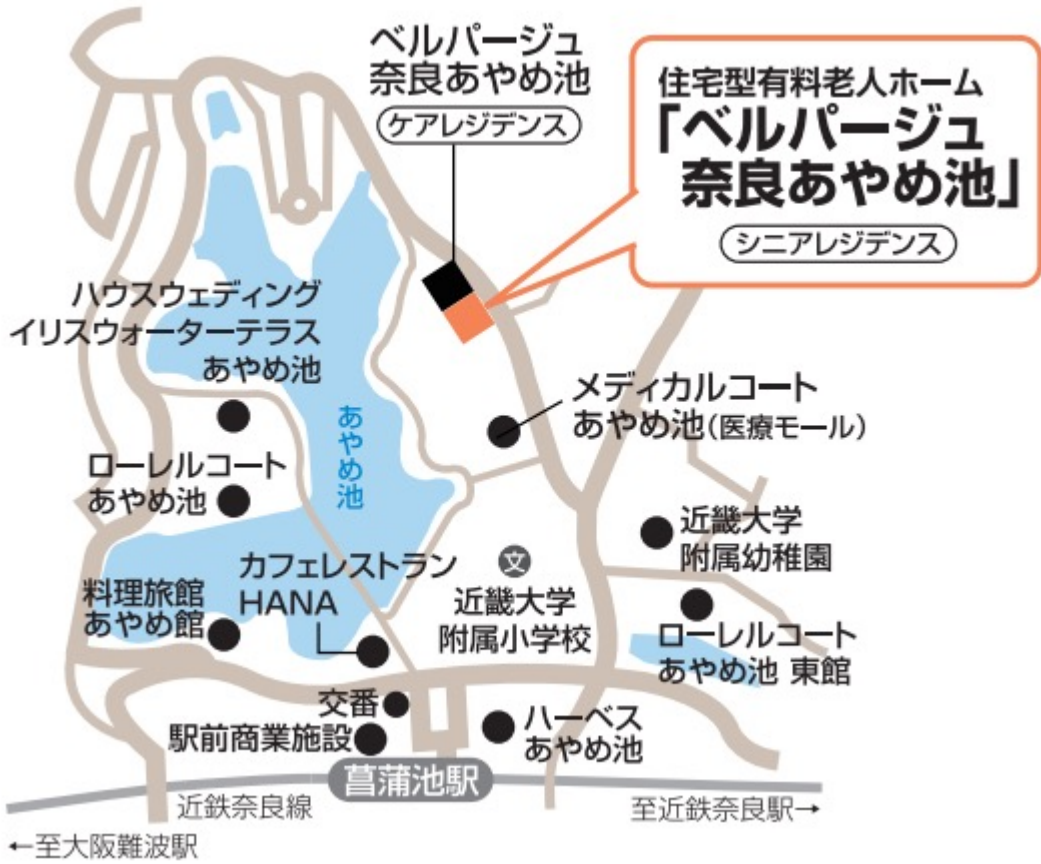 ベルパージュ
奈良あやめ池
ケアレジデンス
住宅型有料老人ホーム
「ベルパージュ
奈良あやめ池」
シニアレジデンス
ハウスウェディング
イリスウォーターテラス
あやめ池
メディカルコート
あやめ池(医療モール)
あやめ池
ローレルコート
あやめ池
近畿大学
附属幼稚園
カフェレストラン
HANA
文
近畿大学
附属小学校
料理旅館
あやめ館
ローレルコート
あやめ池 東館
交番
駅前商業施設
ハーベス
あやめ池
菖蒲池駅
近鉄奈良線
至近鉄奈良駅→
←至大阪難波駅